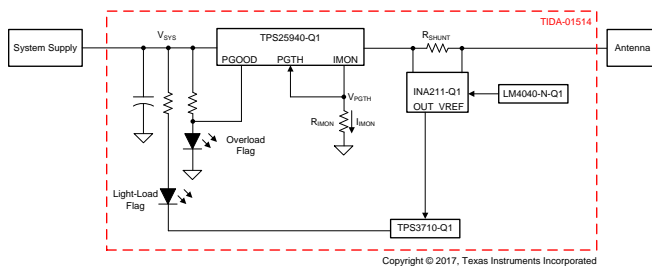 TIDA-01514
System Supply
VSYS
TPS25940-Q1
PGOOD PGTH IMON
RSHUNT
Antenna
INA211-Q1
OUT VREF
LM4040-N-Q1
VPGTH
RIMON
IIMON
Overload
Flag
Light-Load
Flag
TPS3710-Q1
Copyright © 2017, Texas Instruments Incorporated